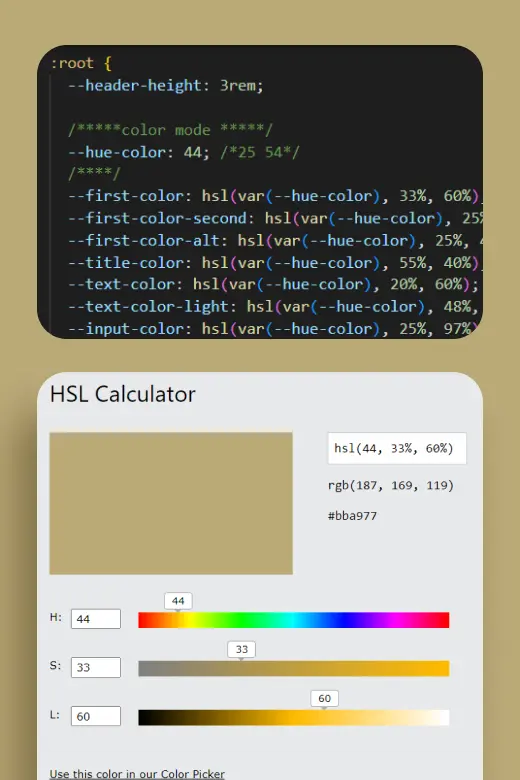 :root {
--header-height: 3rem;
/*****color mode *****/
--hue-color: 44; /*25 54*/
/****/
--first-color: hsl(var(--hue-color), 33%, 60%)
--first-color-second: hsl(var(--hue-color), 25%
--first-color-alt: hsl(var(--hue-color), 25%,
--title-color: hsl(var(--hue-color), 55%, 40%)
--text-color: hsl(var(--hue-color), 20%, 60%);
--text-color-light: hsl(var(--hue-color), 48%,
--input-color: hsl(var(--hue-color), 25%, 97%)
HSL Calculator
hsl(44, 33%, 60%)
rgb(187, 169, 119)
#bba977
44
H: 44
33
S: 33
60
L: 60
Use this color in our Color Picker